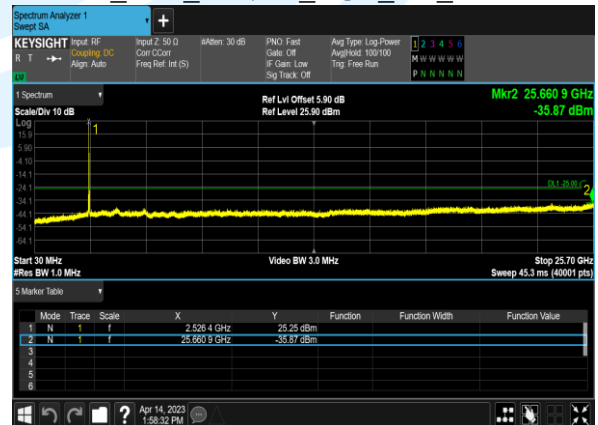 Spectrum Analyzer 1
Swept SA
KEYSIGHT
R T
LV
Input: RF
Coupling: DC
Align: Auto
Input Z: 50 Ω
Corr CCorr
Freq Ref: Int (S)
#Atten: 30 dB
PNO: Fast
Gate: Off
IF Gain: Low
Sig Track: Off
Avg Type: Log-Power
Avg|Hold: 100/100
Trig: Free Run
1 2 3 4 5 6
M W W W W W
P N N N N N
1 Spectrum
Scale/Div 10 dB
Ref Lvl Offset 5.90 dB
Ref Level 25.90 dBm
Mkr2 25.660 9 GHz
-35.87 dBm
Log
15.9
5.90
-4.10
-14.1
-24.1
-34.1
-44.1
-54.1
-64.1
1
DL1 -25.00
2
Start 30 MHz
#Res BW 1.0 MHz
Video BW 3.0 MHz
Stop 25.70 GHz
Sweep 45.3 ms (40001 pts)
5 Marker Table
Mode Trace Scale X Y Function Function Width Function Value
1 N 1 f 2.526 4 GHz 25.25 dBm
2 N 1 f 25.660 9 GHz -35.87 dBm
3
4
5
6
?
Apr 14, 2023
1:58:32 PM